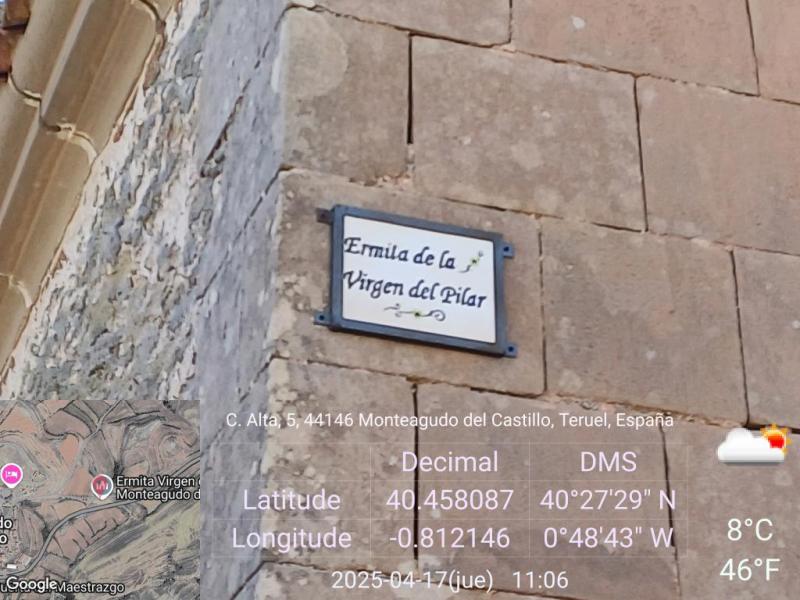 Ermita de la
Virgen del Pilar
C. Alta, 5, 44146 Monteagudo del Castillo, Teruel, España
Decimal DMS
Latitude 40.458087 40°27'29" N
Longitude -0.812146 0°48'43" W
2025-04-17(jue) 11:06
8°C
46°F
Ermita Virgen
Monteagudo d
Google
Maestrazgo